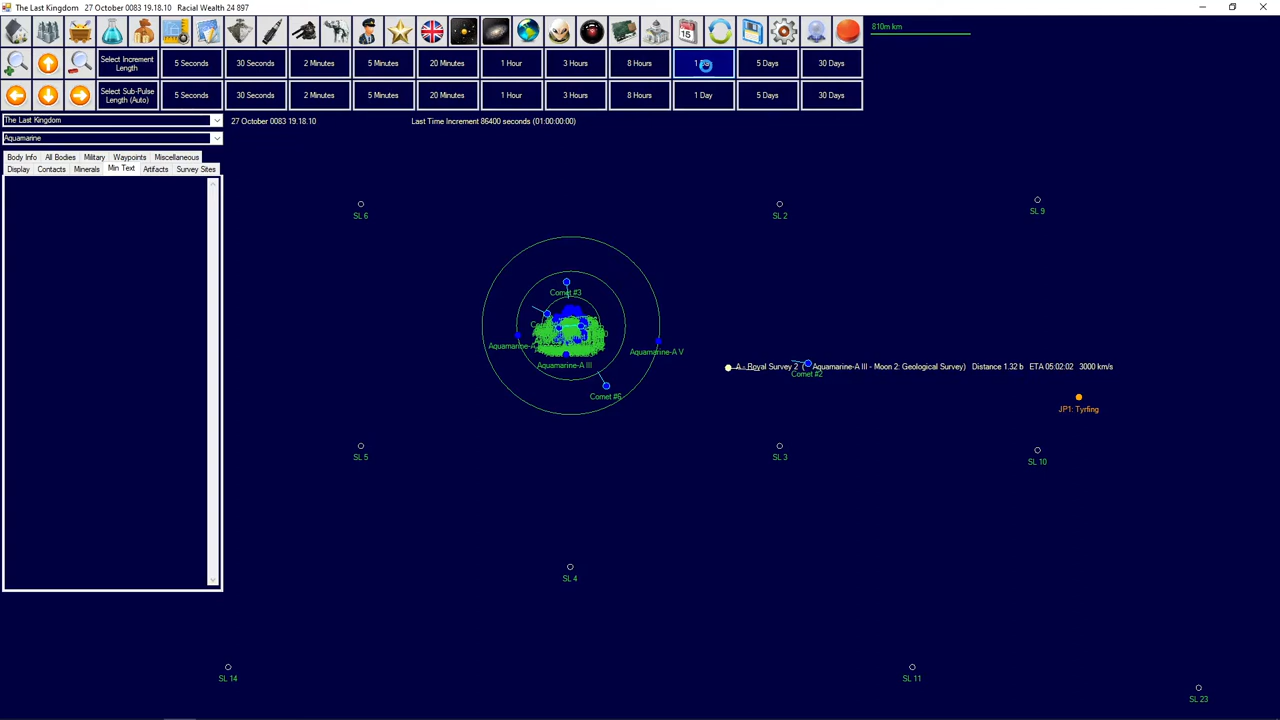 The Last Kingdom   27 October 0083 19.18.10   Racial Wealth 24 897
810m km
Select Increment Length
5 Seconds
30 Seconds
2 Minutes
5 Minutes
20 Minutes
1 Hour
3 Hours
8 Hours
1
5 Days
30 Days
Select Sub-Pulse Length (Auto)
5 Seconds
30 Seconds
2 Minutes
5 Minutes
20 Minutes
1 Hour
3 Hours
8 Hours
1 Day
5 Days
30 Days
The Last Kingdom
27 October 0083 19.18.10
Last Time Increment 86400 seconds (01:00:00:00)
Aquamarine
Body Info
All Bodies
Military
Waypoints
Miscellaneous
Display
Contacts
Minerals
Min Text
Artifacts
Survey Sites
SL 6
SL 2
SL 9
Comet #3
Aquamarine-A
Aquamarine-A V
Aquamarine-A III
A - Royal Survey 2 ( Aquamarine-A III - Moon 2: Geological Survey)   Distance 1.32 b   ETA 05:02:02   3000 km/s
Comet #2
Comet #6
JP1: Tyrfing
SL 5
SL 3
SL 10
SL 4
SL 14
SL 11
SL 23